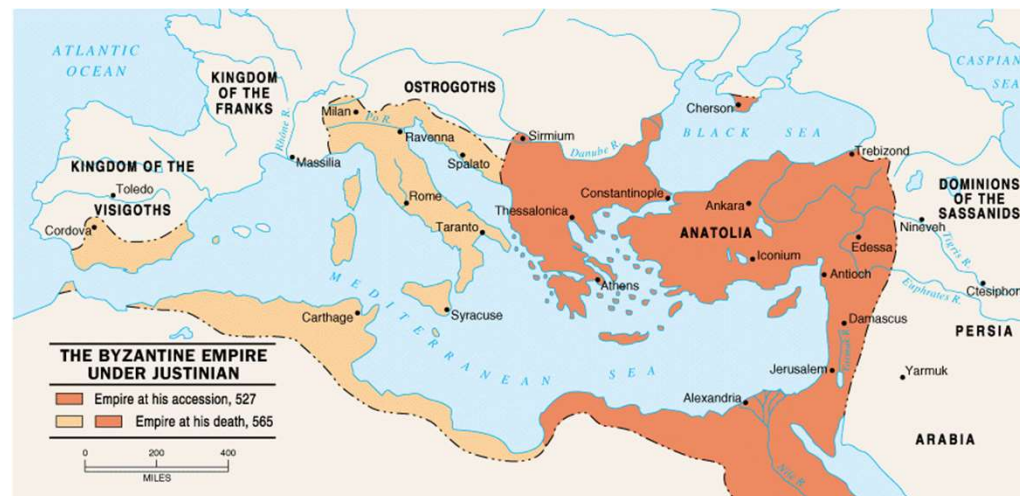 ATLANTIC
OCEAN
KINGDOM
OF THE
FRANKS
OSTROGOTHS
CASPIAN
SEA
Milan
Po R.
Rhône R.
Ravenna
Massilia
Spalato
Sirmium
Danube R.
Cherson
BLACK SEA
Trebizond
KINGDOM OF THE
VISIGOTHS
Toledo
Cordova
Rome
Taranto
Thessalonica
Constantinople
Ankara
ANATOLIA
Iconium
Athens
Edessa
Antioch
DOMINIONS
OF THE
SASSANIDS
Nineveh
Tigris R.
Euphrates R.
Ctesiphon
PERSIA
Carthage
Syracuse
MEDITERRANEAN SEA
Damascus
Jerusalem
Yarmuk
Alexandria
Nile R.
ARABIA
THE BYZANTINE EMPIRE
UNDER JUSTINIAN
Empire at his accession, 527
Empire at his death, 565
0 200 400
MILES